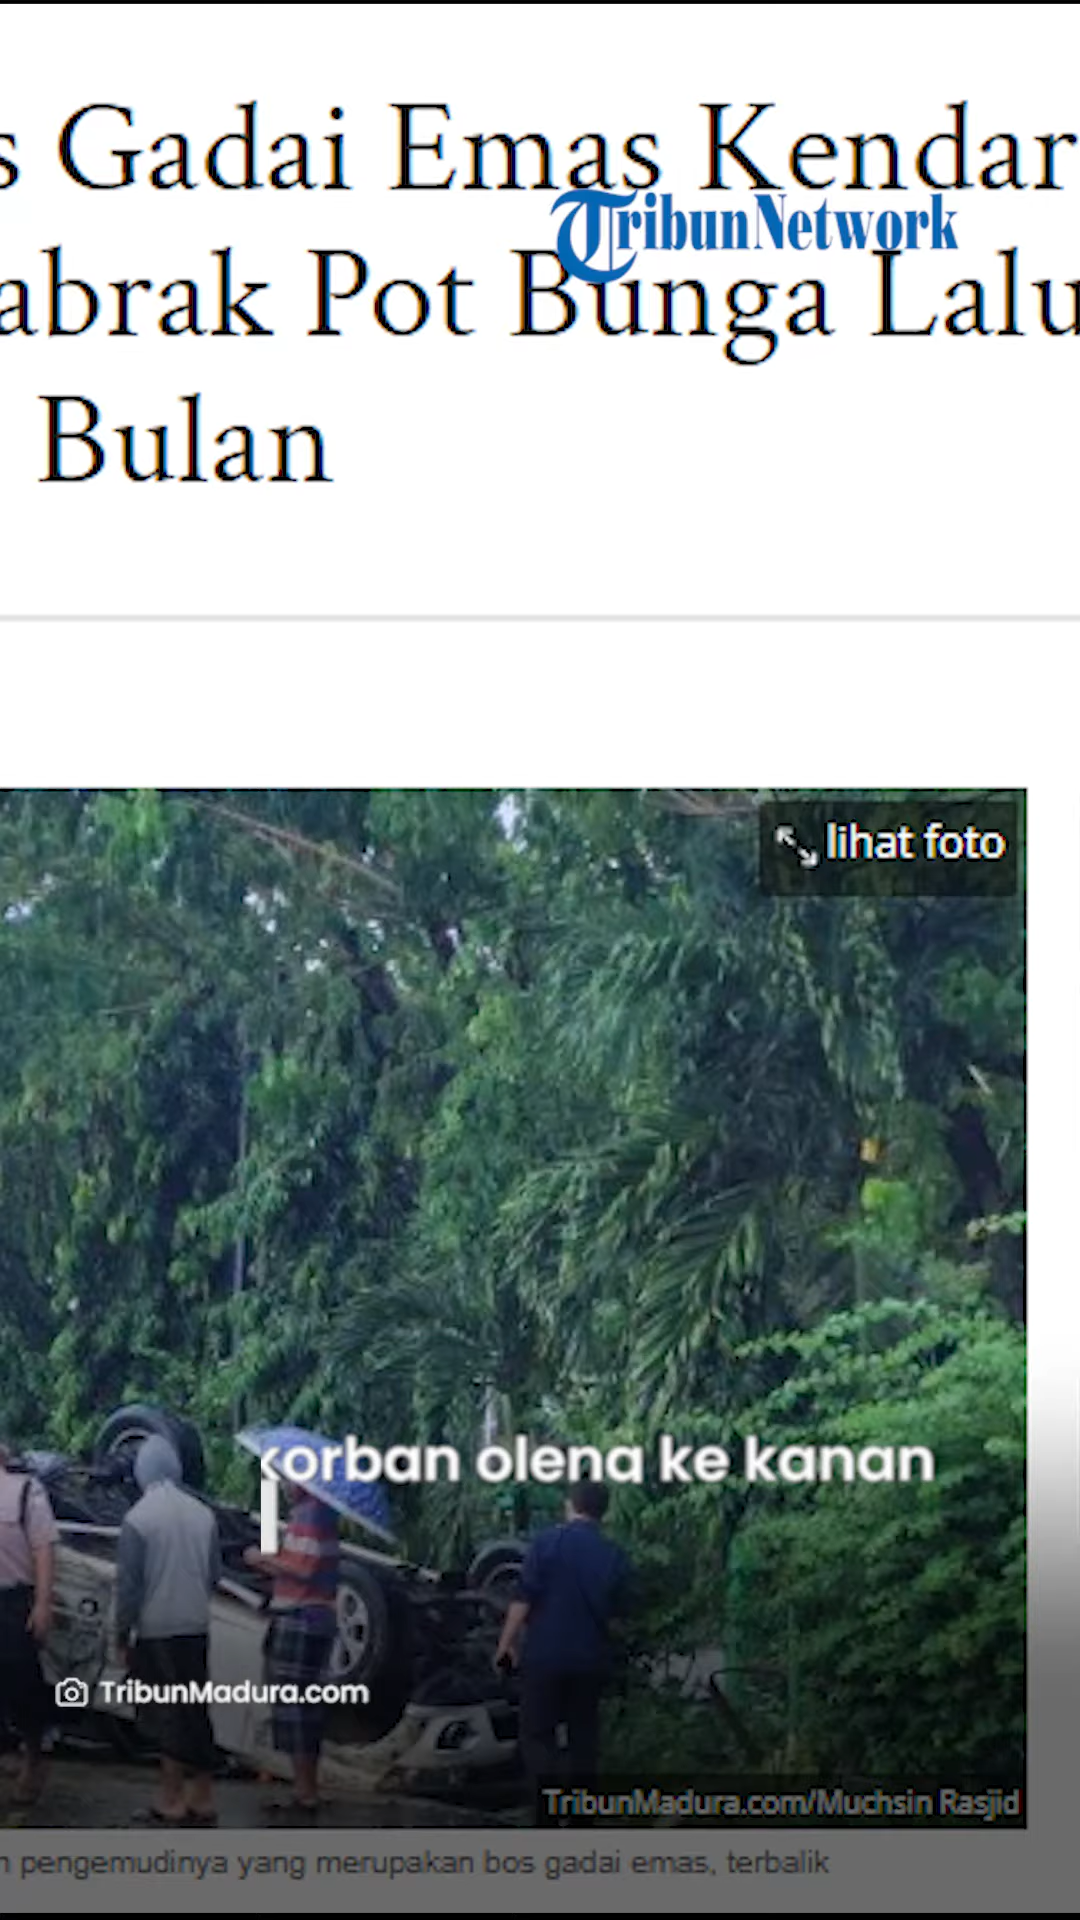 s Gadai Emas Kendar
TribunNetwork
abrak Pot Bunga Lalu
Bulan
lihat foto
korban oleng ke kanan
TribunMadura.com
TribunMadura.com/Muchsin Rasjid
pengemudinya yang merupakan bos gadai emas, terbalik